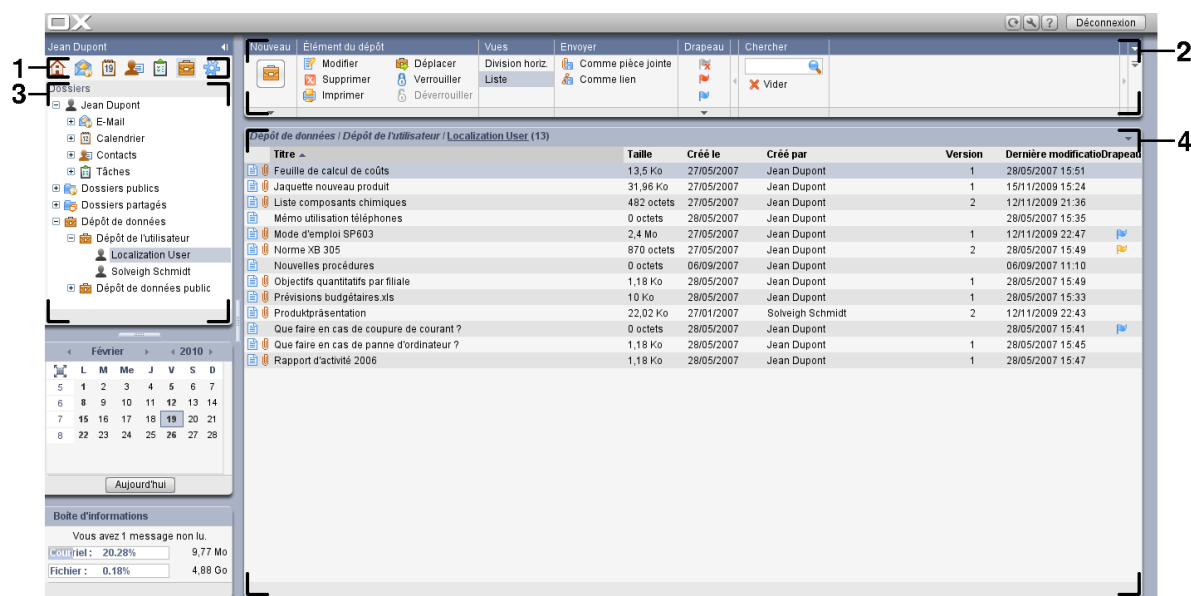 OX
Déconnexion
Jean Dupont
1
3
Dossiers
Jean Dupont
E-Mail
Calendrier
Contacts
Tâches
Dossiers publics
Dossiers partagés
Dépôt de données
Dépôt de l'utilisateur
Localization User
Solveigh Schmidt
Dépôt de données public
Nouveau Élément du dépôt Vues Envoyer Drapeau Chercher
2
Modifier Déplacer Division horiz. Comme pièce jointe
Supprimer Verrouiller Liste Comme lien Vider
Imprimer Déverrouiller
Dépôt de données / Dépôt de l'utilisateur / Localization User (13)
4
Titre Taille Créé le Créé par Version Dernière modificatioDrapeau
Feuille de calcul de coûts 13,5 Ko 27/05/2007 Jean Dupont 1 28/05/2007 15:51
Jaquette nouveau produit 31,96 Ko 27/05/2007 Jean Dupont 1 15/11/2009 15:24
Liste composants chimiques 482 octets 27/05/2007 Jean Dupont 2 12/11/2009 21:36
Mémo utilisation téléphones 0 octets 28/05/2007 Jean Dupont 28/05/2007 15:35
Mode d'emploi SP603 2,4 Mo 27/05/2007 Jean Dupont 1 12/11/2009 22:47
Norme XB 305 870 octets 27/05/2007 Jean Dupont 2 28/05/2007 15:49
Nouvelles procédures 0 octets 06/09/2007 Jean Dupont 06/09/2007 11:10
Objectifs quantitatifs par filiale 1,18 Ko 28/05/2007 Jean Dupont 1 28/05/2007 15:49
Prévisions budgétaires.xls 10 Ko 28/05/2007 Jean Dupont 1 28/05/2007 15:33
Produktpräsentation 22,02 Ko 27/01/2007 Solveigh Schmidt 2 12/11/2009 22:43
Que faire en cas de coupure de courant ? 0 octets 28/05/2007 Jean Dupont 28/05/2007 15:41
Que faire en cas de panne d'ordinateur ? 1,18 Ko 28/05/2007 Jean Dupont 1 28/05/2007 15:45
Rapport d'activité 2006 1,18 Ko 28/05/2007 Jean Dupont 1 28/05/2007 15:47
Février 2010
L M Me J V S D
5 1 2 3 4 5 6 7
6 8 9 10 11 12 13 14
7 15 16 17 18 19 20 21
8 22 23 24 25 26 27 28
Aujourd'hui
Boîte d'informations
Vous avez 1 message non lu.
Courriel : 20.28% 9,77 Mo
Fichier : 0.18% 4,88 Go